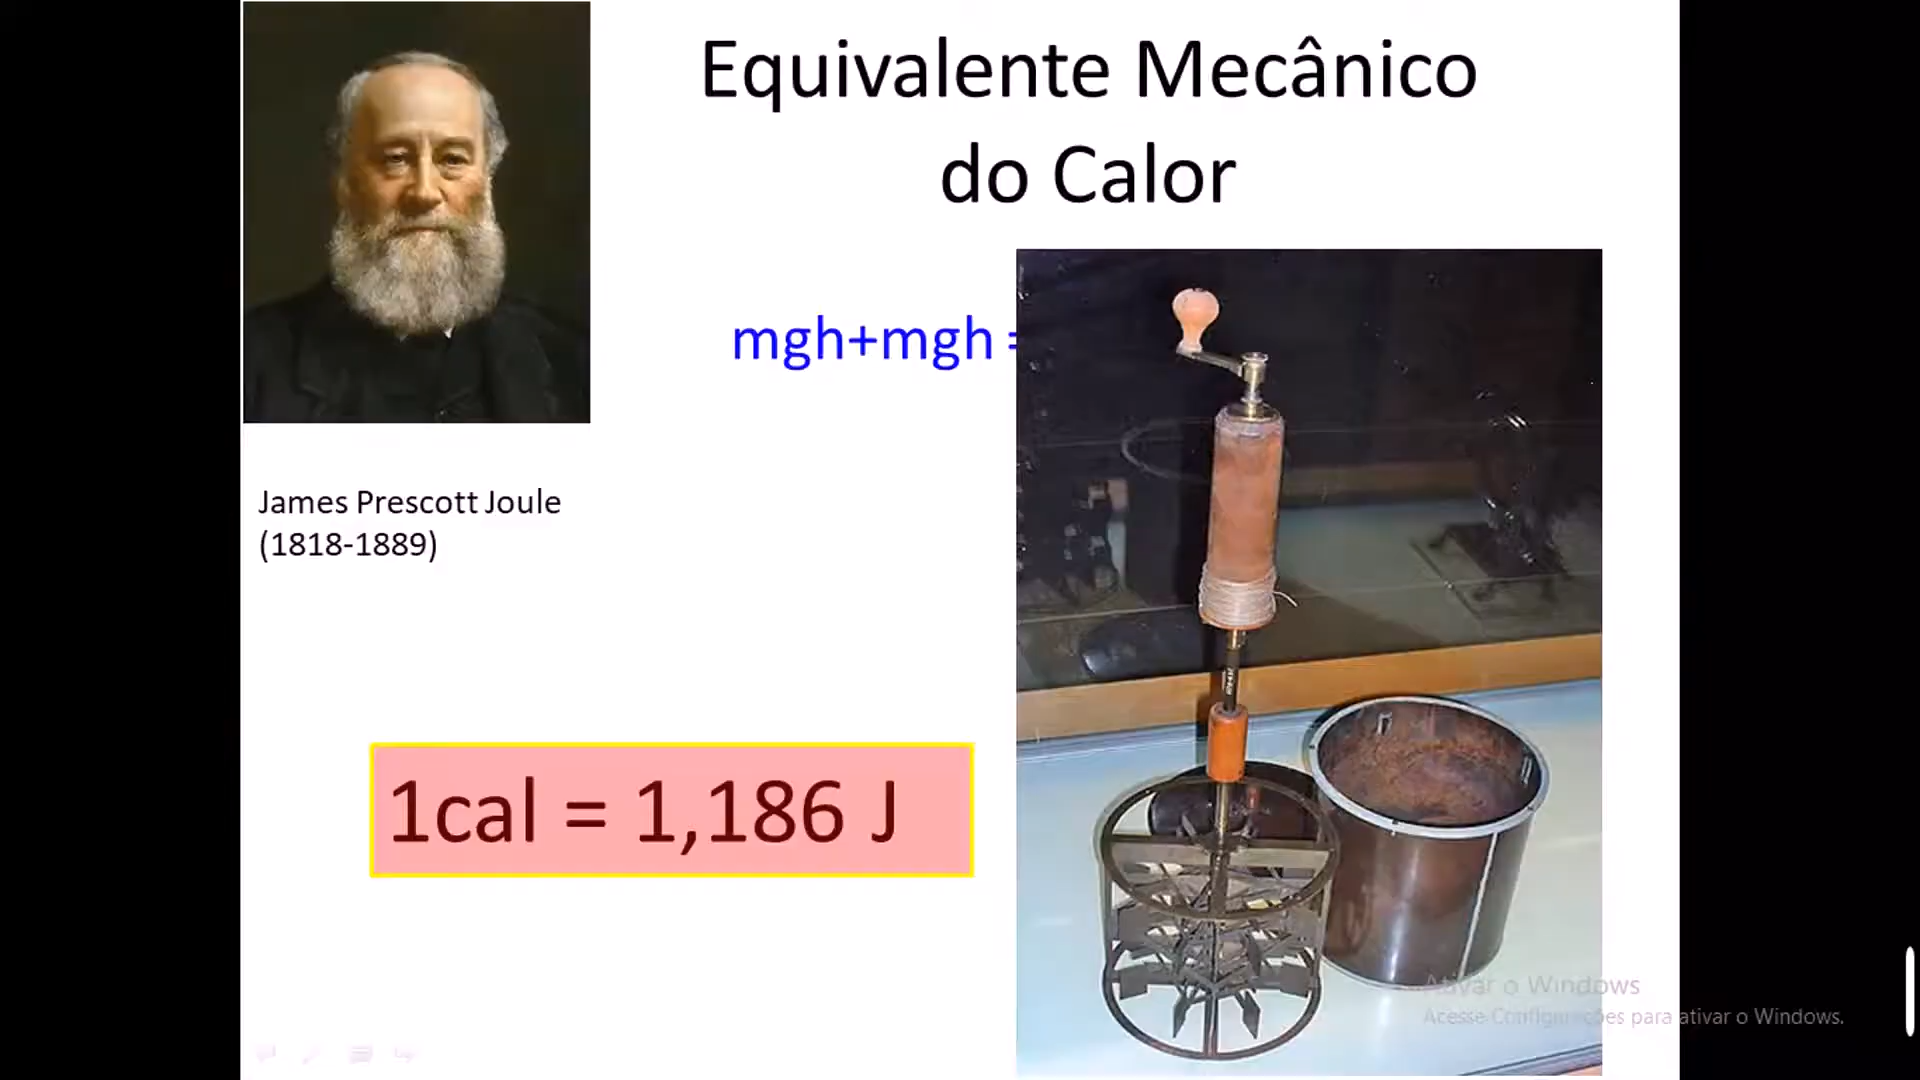 Equivalente Mecânico
do Calor
mgh+mgh =
James Prescott Joule
(1818-1889)
1cal = 1,186 J
Ativar o Windows
Acesse Configurações para ativar o Windows.